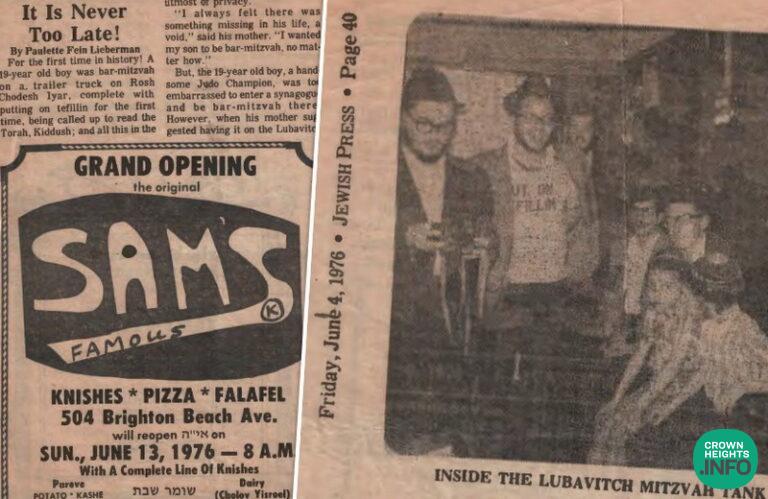 It Is Never
Too Late!
By Paulette Fein Lieberman
For the first time in history! A
19-year old boy was bar-mitzvah
on a trailer truck on Rosh
Chodesh Iyar, complete with
putting on tefillin for the first
time, being called up to read the
Torah, Kiddush; and all this in the
utmost of privacy.
"I always felt there was
something missing in his life, a
void," said his mother. "I wanted
my son to be bar-mitzvah, no mat-
ter how."
But, the 19-year old boy, a hand
some Judo Champion, was too
embarrassed to enter a synagogu
and be bar-mitzvah there
However, when his mother sug
gested having it on the Lubavitc
GRAND OPENING
the original
SAM'S
K
FAMOUS
KNISHES * PIZZA * FALAFEL
504 Brighton Beach Ave.
will reopen אי"ה on
SUN., JUNE 13, 1976 — 8 A.M
With A Complete Line Of Knishes
Pareve שומר שבת Dairy
POTATO * KASHE (Cholov Yisroel)
Friday, June 4, 1976 • JEWISH PRESS • Page 40
UT ON
FILLIN
INSIDE THE LUBAVITCH MITZVAH TANK
CROWN
HEIGHTS
.INFO